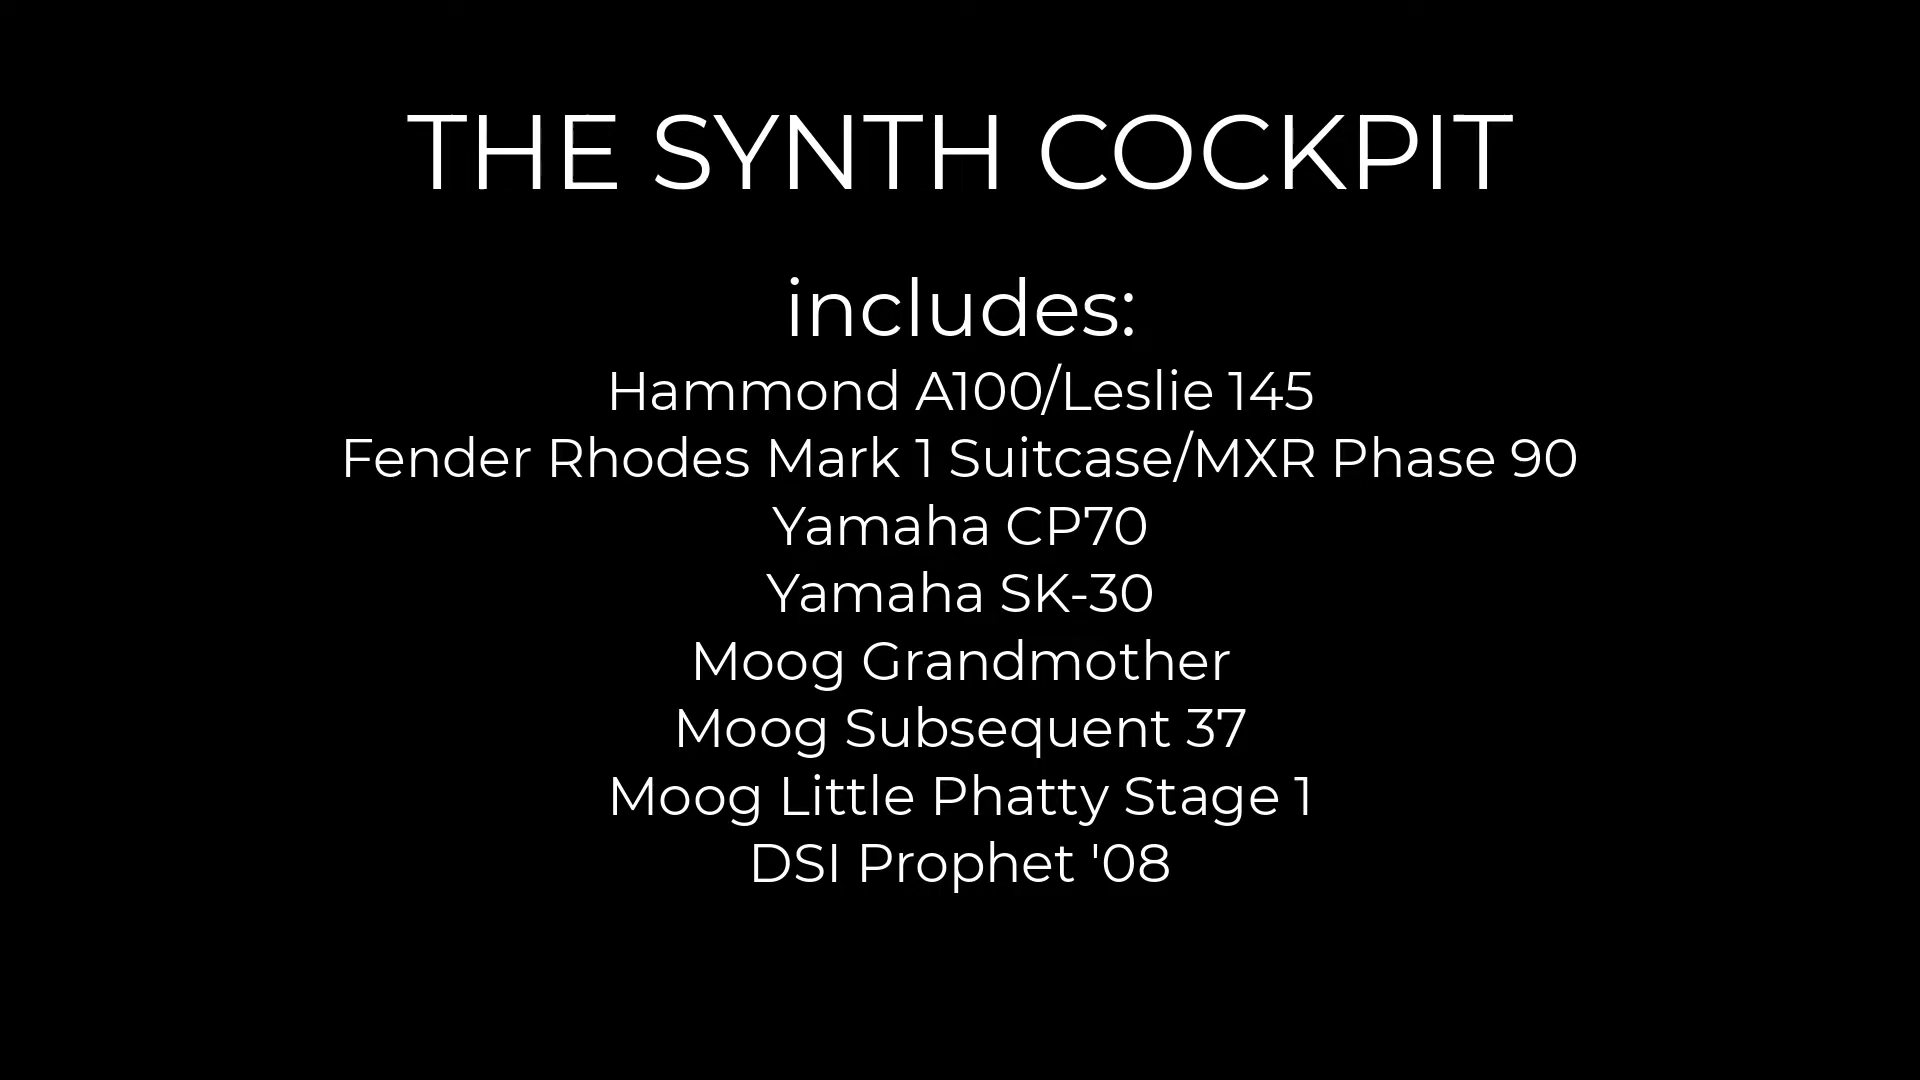 THE SYNTH COCKPIT
includes:
Hammond A100/Leslie 145
Fender Rhodes Mark 1 Suitcase/MXR Phase 90
Yamaha CP70
Yamaha SK-30
Moog Grandmother
Moog Subsequent 37
Moog Little Phatty Stage 1
DSI Prophet '08